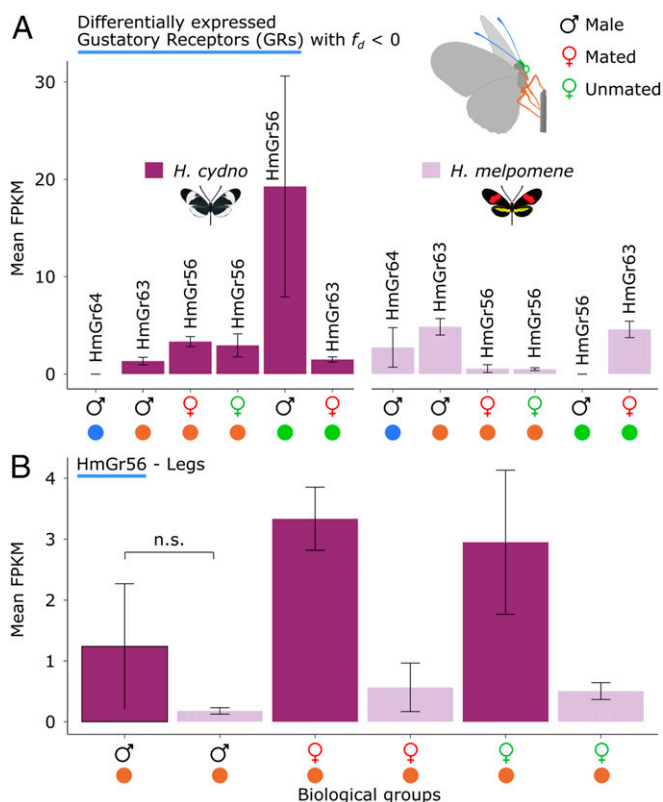 A
Differentially expressed
Gustatory Receptors (GRs) with f_d < 0
♂ Male
♀ Mated
♀ Unmated
Mean FPKM
30
20
10
0
H. cydno
H. melpomene
HmGr64
HmGr63
HmGr56
HmGr56
HmGr56
HmGr63
HmGr64
HmGr63
HmGr56
HmGr56
HmGr56
HmGr63
♂ ♂ ♀ ♀ ♂ ♀ ♂ ♂ ♀ ♀ ♂ ♀
B
HmGr56 - Legs
Mean FPKM
4
3
2
1
0
n.s.
♂ ♂ ♀ ♀ ♀ ♀
Biological groups